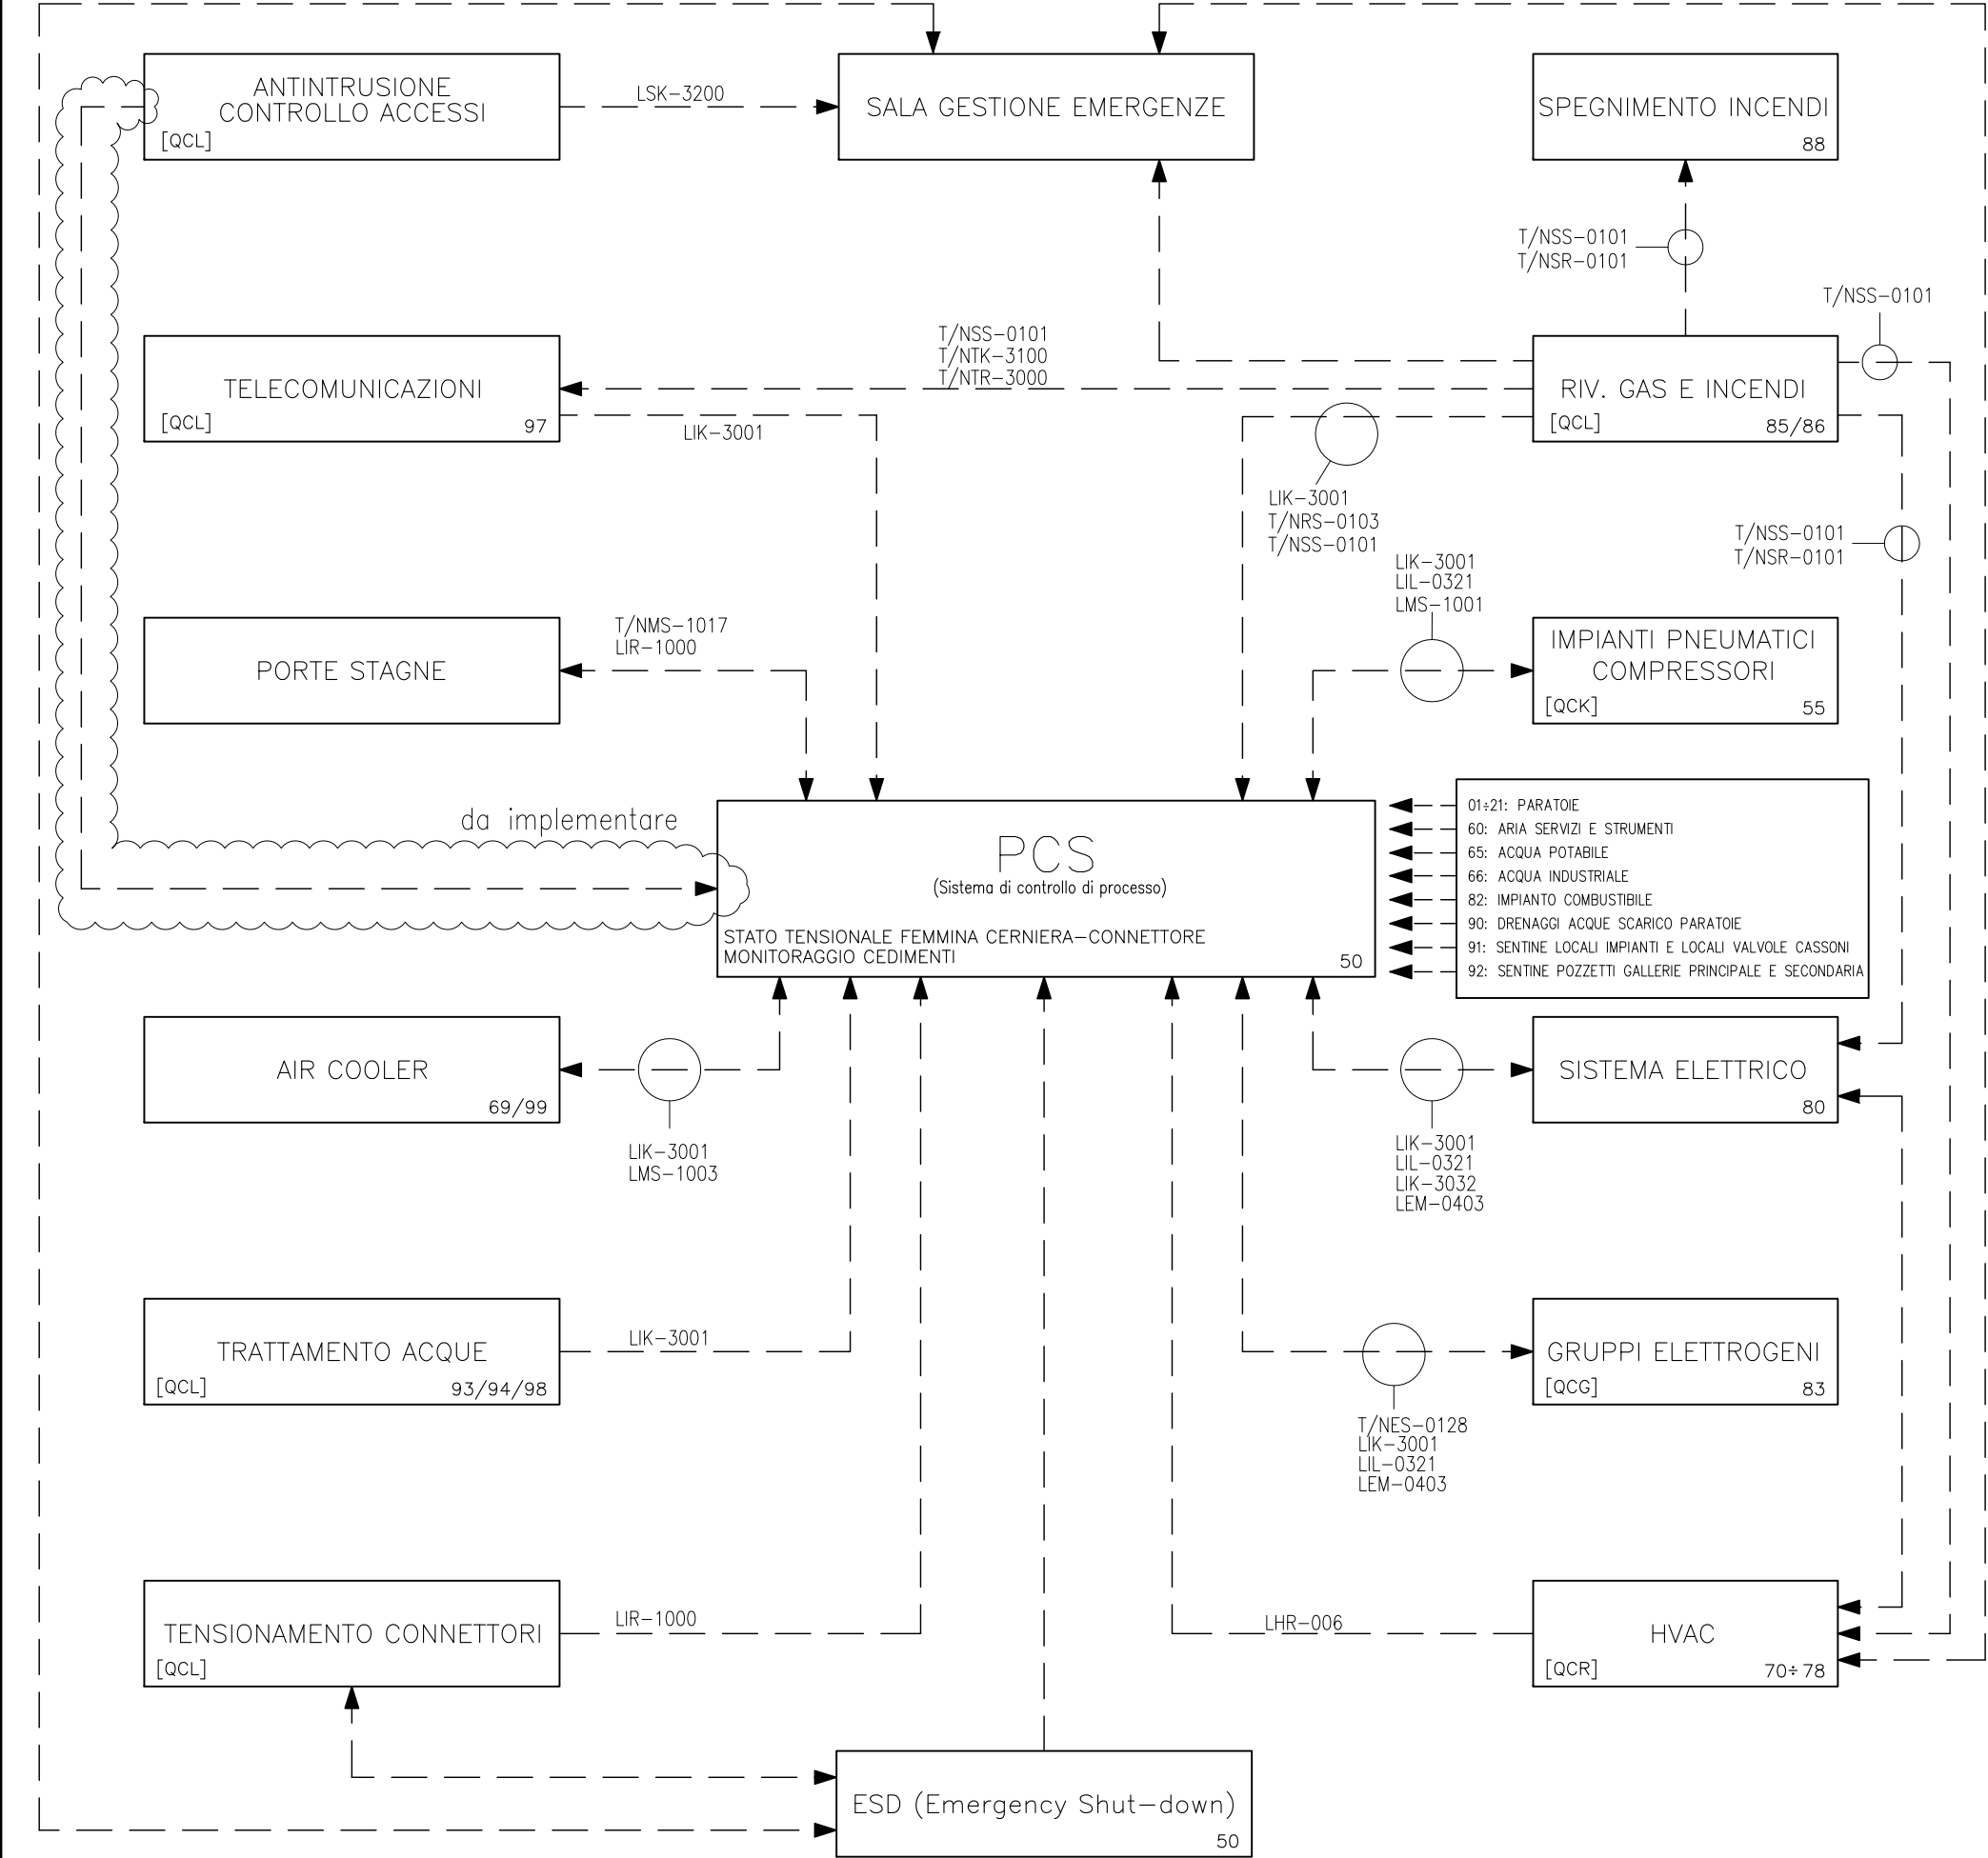 ANTINTRUSIONE
CONTROLLO ACCESSI
[QCL]
LSK-3200
SALA GESTIONE EMERGENZE
SPEGNIMENTO INCENDI
88
T/NSS-0101
T/NSR-0101
T/NSS-0101
TELECOMUNICAZIONI
[QCL]
97
LIK-3001
T/NSS-0101
T/NTK-3100
T/NTR-3000
RIV. GAS E INCENDI
[QCL]
85/86
LIK-3001
T/NRS-0103
T/NSS-0101
T/NSS-0101
T/NSR-0101
PORTE STAGNE
T/NMS-1017
LIR-1000
LIK-3001
LIL-0321
LMS-1001
IMPIANTI PNEUMATICI
COMPRESSORI
[QCK]
55
da implementare
PCS
(Sistema di controllo di processo)
STATO TENSIONALE FEMMINA CERNIERA-CONNETTORE
MONITORAGGIO CEDIMENTI
50
01÷21: PARATOIE
60: ARIA SERVIZI E STRUMENTI
65: ACQUA POTABILE
66: ACQUA INDUSTRIALE
82: IMPIANTO COMBUSTIBILE
90: DRENAGGI ACQUE SCARICO PARATOIE
91: SENTINE LOCALI IMPIANTI E LOCALI VALVOLE CASSONI
92: SENTINE POZZETTI GALLERIE PRINCIPALE E SECONDARIA
AIR COOLER
69/99
LIK-3001
LMS-1003
LIK-3001
LIL-0321
LIK-3032
LEM-0403
SISTEMA ELETTRICO
80
TRATTAMENTO ACQUE
[QCL]
93/94/98
LIK-3001
T/NES-0128
LIK-3001
LIL-0321
LEM-0403
GRUPPI ELETTROGENI
[QCG]
83
TENSIONAMENTO CONNETTORI
[QCL]
LIR-1000
LHR-006
HVAC
[QCR]
70÷78
ESD (Emergency Shut-down)
50